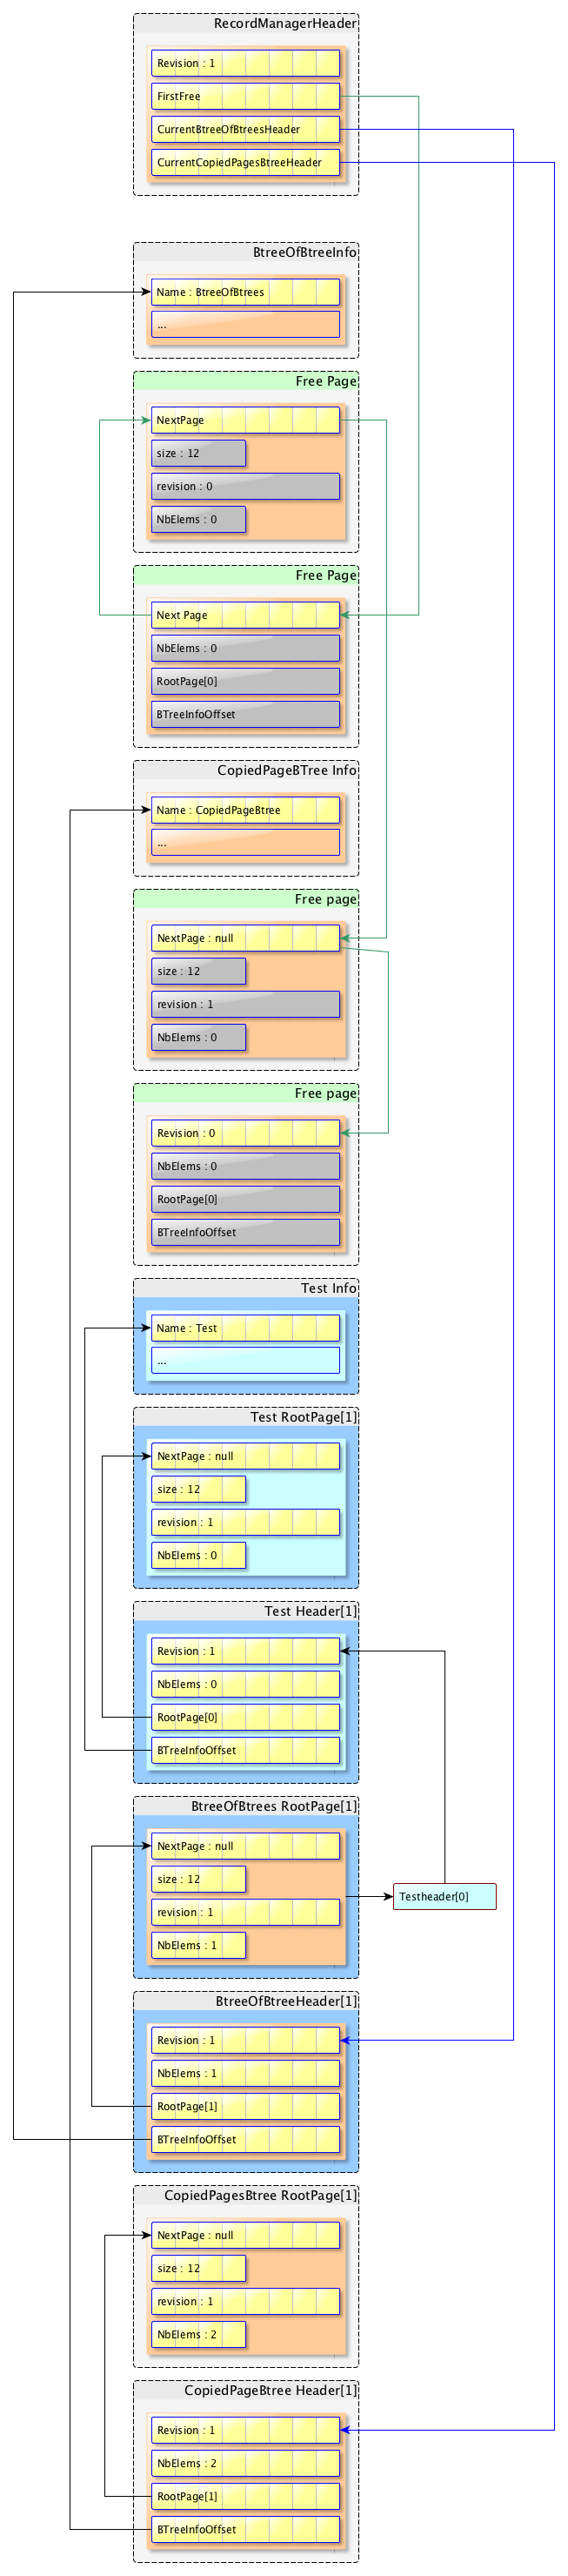 RecordManagerHeader
Revision : 1
FirstFree
CurrentBtreeOfBtreesHeader
CurrentCopiedPagesBtreeHeader
BtreeOfBtreeInfo
Name : BtreeOfBtrees
...
Free Page
NextPage
size : 12
revision : 0
NbElems : 0
Free Page
Next Page
NbElems : 0
RootPage[0]
BTreeInfoOffset
CopiedPageBTree Info
Name : CopiedPageBtree
...
Free page
NextPage : null
size : 12
revision : 1
NbElems : 0
Free page
Revision : 0
NbElems : 0
RootPage[0]
BTreeInfoOffset
Test Info
Name : Test
...
Test RootPage[1]
NextPage : null
size : 12
revision : 1
NbElems : 0
Test Header[1]
Revision : 1
NbElems : 0
RootPage[0]
BTreeInfoOffset
BtreeOfBtrees RootPage[1]
NextPage : null
size : 12
revision : 1
NbElems : 1
Testheader[0]
BtreeOfBtreeHeader[1]
Revision : 1
NbElems : 1
RootPage[1]
BTreeInfoOffset
CopiedPagesBtree RootPage[1]
NextPage : null
size : 12
revision : 1
NbElems : 2
CopiedPageBtree Header[1]
Revision : 1
NbElems : 2
RootPage[1]
BTreeInfoOffset